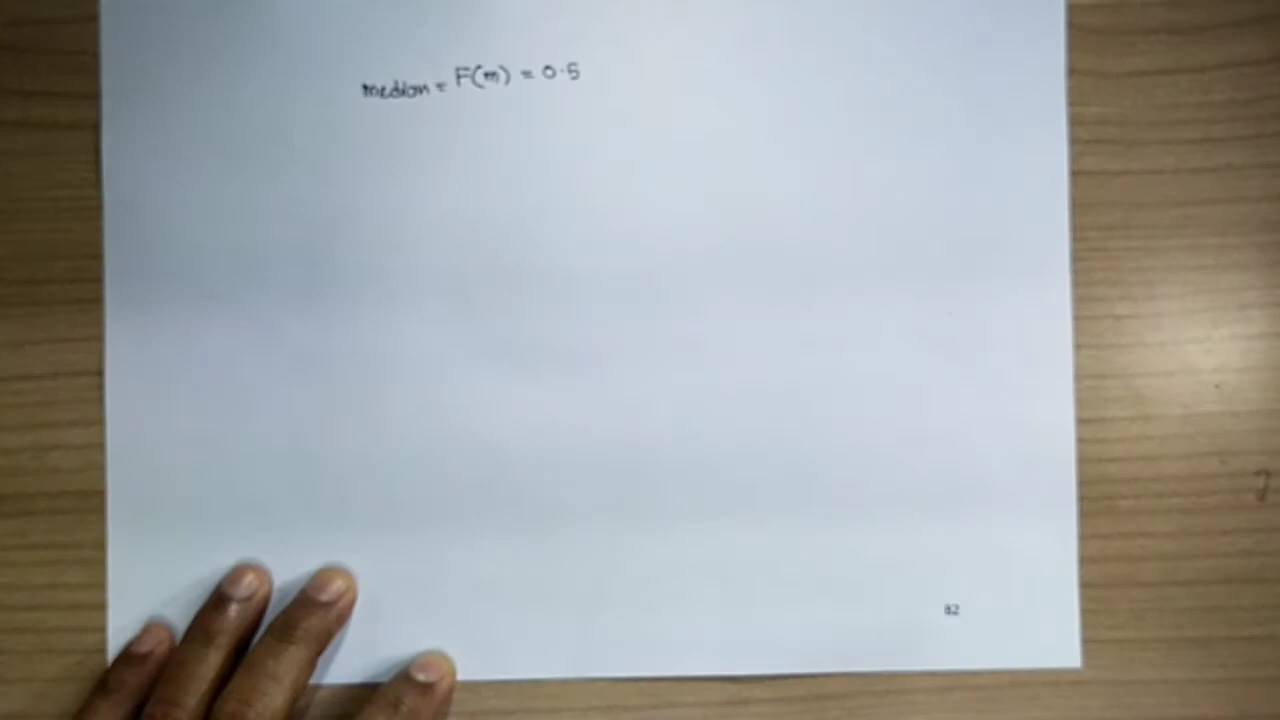 median = F(m) = 0.5
82